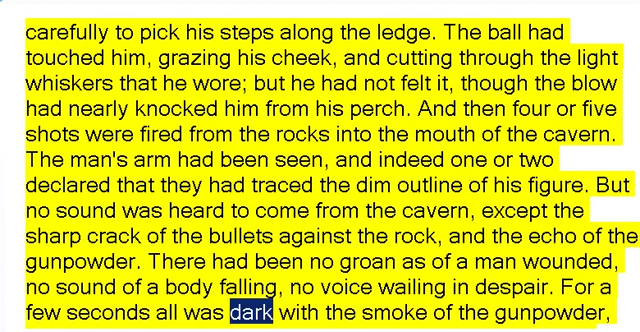 carefully to pick his steps along the ledge. The ball had
touched him, grazing his cheek, and cutting through the light
whiskers that he wore; but he had not felt it, though the blow
had nearly knocked him from his perch. And then four or five
shots were fired from the rocks into the mouth of the cavern.
The man's arm had been seen, and indeed one or two
declared that they had traced the dim outline of his figure. But
no sound was heard to come from the cavern, except the
sharp crack of the bullets against the rock, and the echo of the
gunpowder. There had been no groan as of a man wounded,
no sound of a body falling, no voice wailing in despair. For a
few seconds all was dark with the smoke of the gunpowder,